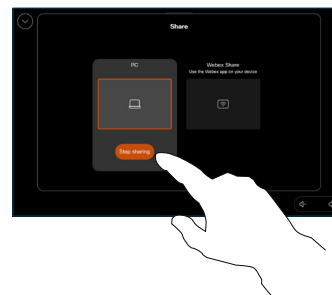 Share
PC
Webex Share
Use the Webex app on your device
Stop sharing